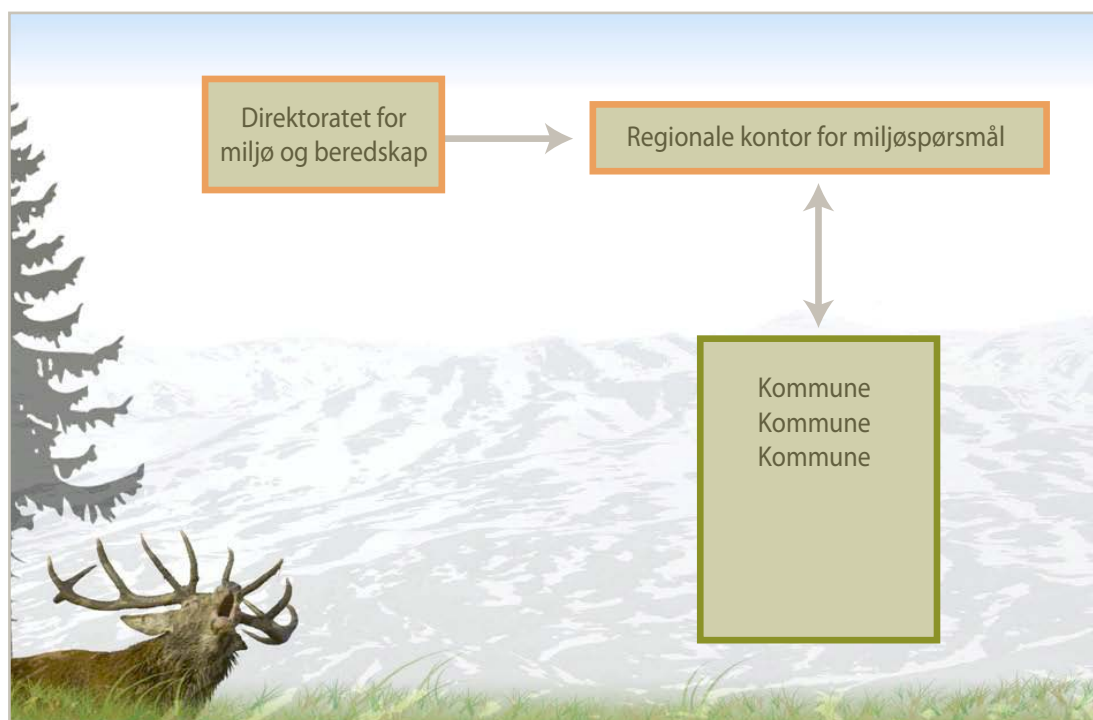 Direktoratet for
miljø og beredskap
Regionale kontor for miljøspørsmål
Kommune
Kommune
Kommune